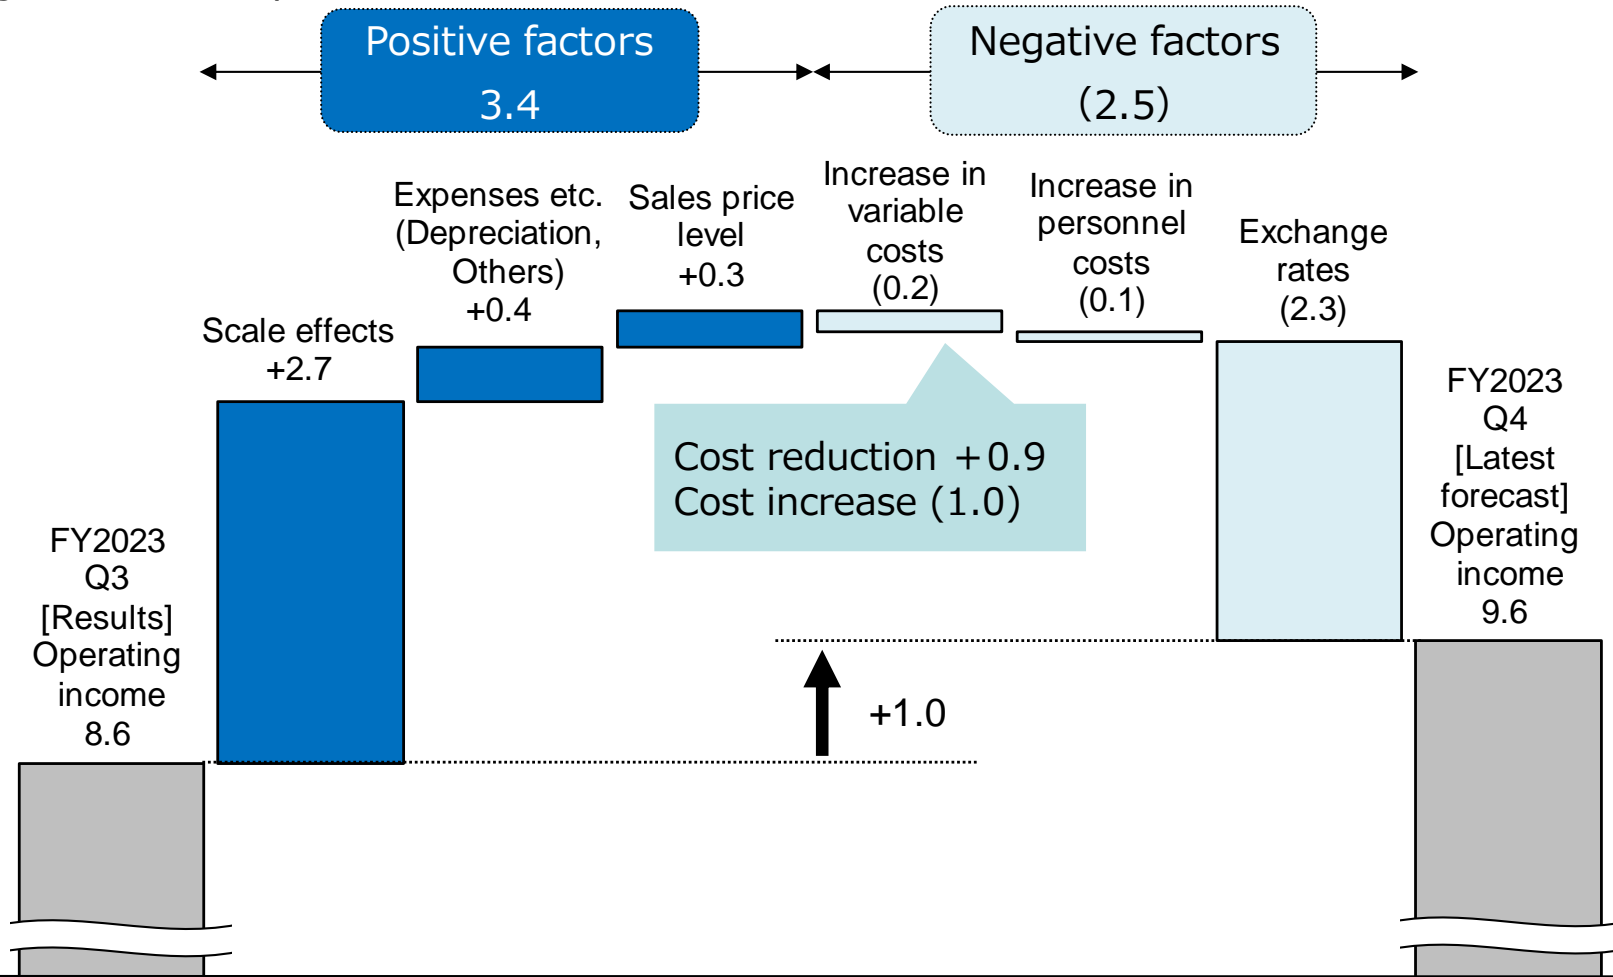 Positive factors
3.4
Negative factors
(2.5)
Scale effects
+2.7
Expenses etc.
(Depreciation,
Others)
+0.4
Sales price
level
+0.3
Increase in
variable
costs
(0.2)
Increase in
personnel
costs
(0.1)
Exchange
rates
(2.3)
Cost reduction +0.9
Cost increase (1.0)
FY2023
Q3
[Results]
Operating
income
8.6
+1.0
FY2023
Q4
[Latest
forecast]
Operating
income
9.6